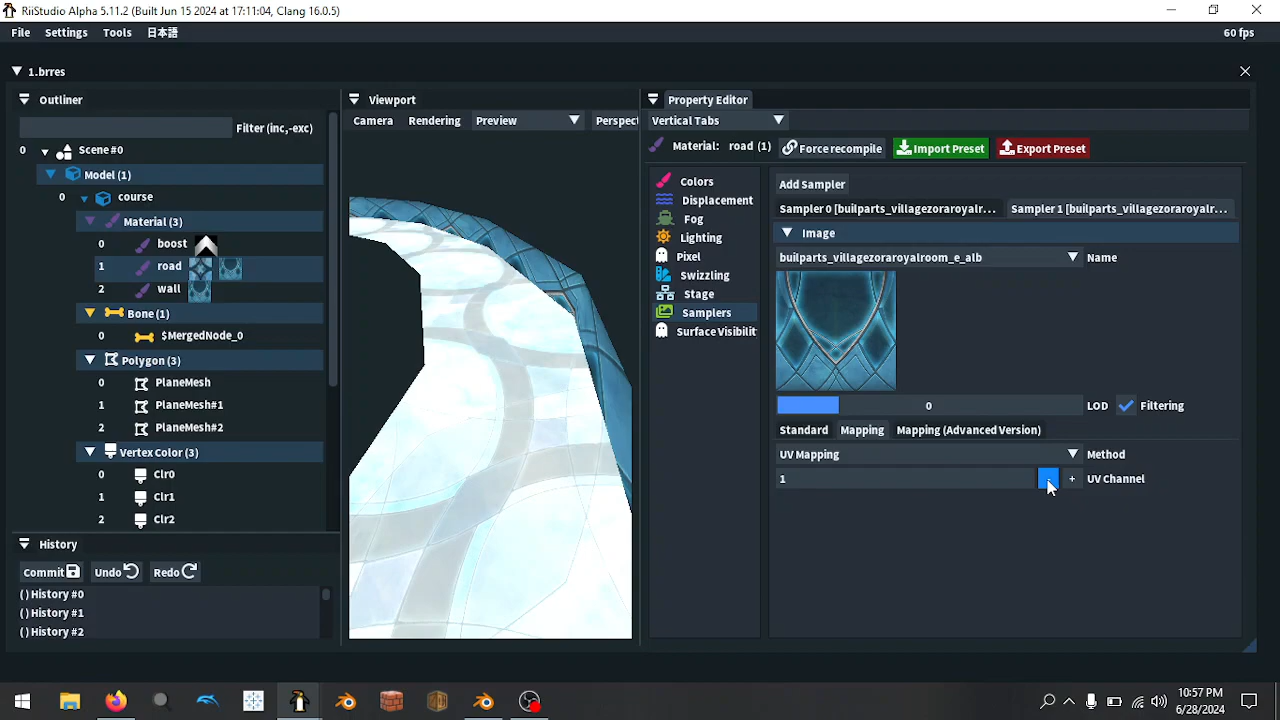 RiiStudio Alpha 5.11.2 (Built Jun 15 2024 at 17:11:04, Clang 16.0.5)
File Settings Tools 日本語 60 fps
1.brres
Outliner
Filter (inc,-exc)
0 Scene #0
Model (1)
0 course
Material (3)
0 boost
1 road
2 wall
Bone (1)
0 $MergedNode_0
Polygon (3)
0 PlaneMesh
1 PlaneMesh#1
2 PlaneMesh#2
Vertex Color (3)
0 Clr0
1 Clr1
2 Clr2
History
Commit Undo Redo
( ) History #0
( ) History #1
( ) History #2
Viewport
Camera Rendering Preview Perspect
Property Editor
Vertical Tabs
Material: road (1) Force recompile Import Preset Export Preset
Colors
Displacement
Fog
Lighting
Pixel
Swizzling
Stage
Samplers
Surface Visibilit
Add Sampler
Sampler 0 [builparts_villagezoraroyalr... Sampler 1 [builparts_villagezoraroyalr...
Image
builparts_villagezoraroyalroom_e_alb Name
0 LOD Filtering
Standard Mapping Mapping (Advanced Version)
UV Mapping Method
1 - + UV Channel
10:57 PM
6/28/2024